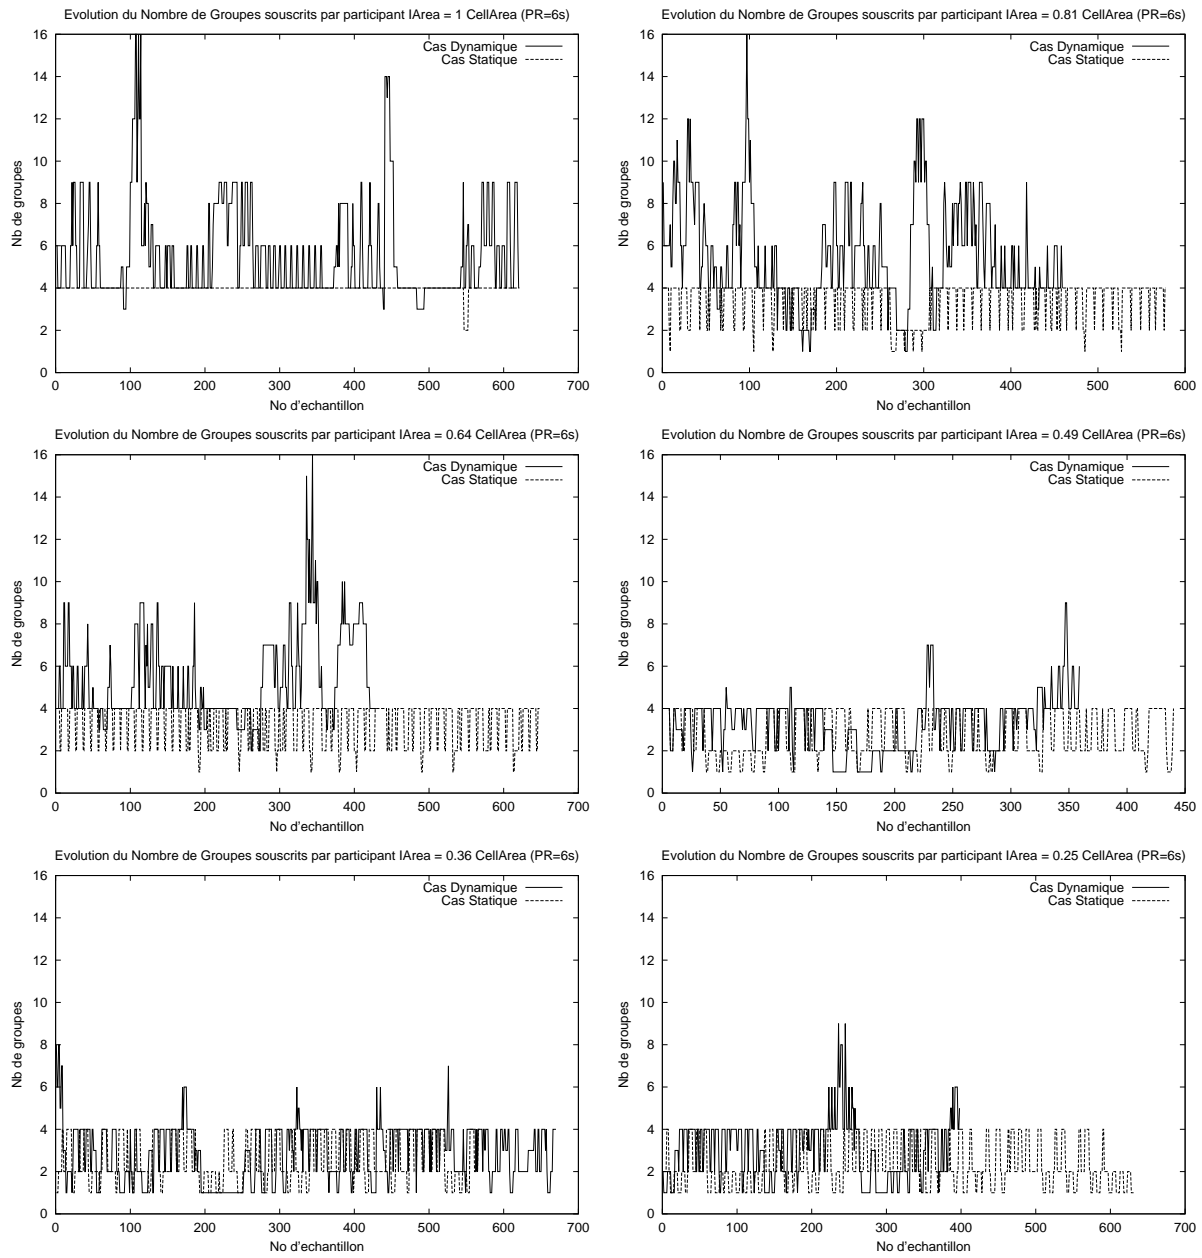 Evolution du Nombre de Groupes souscrits par participant IArea = 1 CellArea (PR=6s)
Cas Dynamique
Cas Statique
16
14
12
10
8
6
4
2
0
Nb de groupes
0 100 200 300 400 500 600 700
No d'echantillon
Evolution du Nombre de Groupes souscrits par participant IArea = 0.81 CellArea (PR=6s)
Cas Dynamique
Cas Statique
16
14
12
10
8
6
4
2
0
Nb de groupes
0 100 200 300 400 500 600
No d'echantillon
Evolution du Nombre de Groupes souscrits par participant IArea = 0.64 CellArea (PR=6s)
Cas Dynamique
Cas Statique
16
14
12
10
8
6
4
2
0
Nb de groupes
0 100 200 300 400 500 600 700
No d'echantillon
Evolution du Nombre de Groupes souscrits par participant IArea = 0.49 CellArea (PR=6s)
Cas Dynamique
Cas Statique
16
14
12
10
8
6
4
2
0
Nb de groupes
0 50 100 150 200 250 300 350 400 450
No d'echantillon
Evolution du Nombre de Groupes souscrits par participant IArea = 0.36 CellArea (PR=6s)
Cas Dynamique
Cas Statique
16
14
12
10
8
6
4
2
0
Nb de groupes
0 100 200 300 400 500 600 700
No d'echantillon
Evolution du Nombre de Groupes souscrits par participant IArea = 0.25 CellArea (PR=6s)
Cas Dynamique
Cas Statique
16
14
12
10
8
6
4
2
0
Nb de groupes
0 100 200 300 400 500 600 700
No d'echantillon